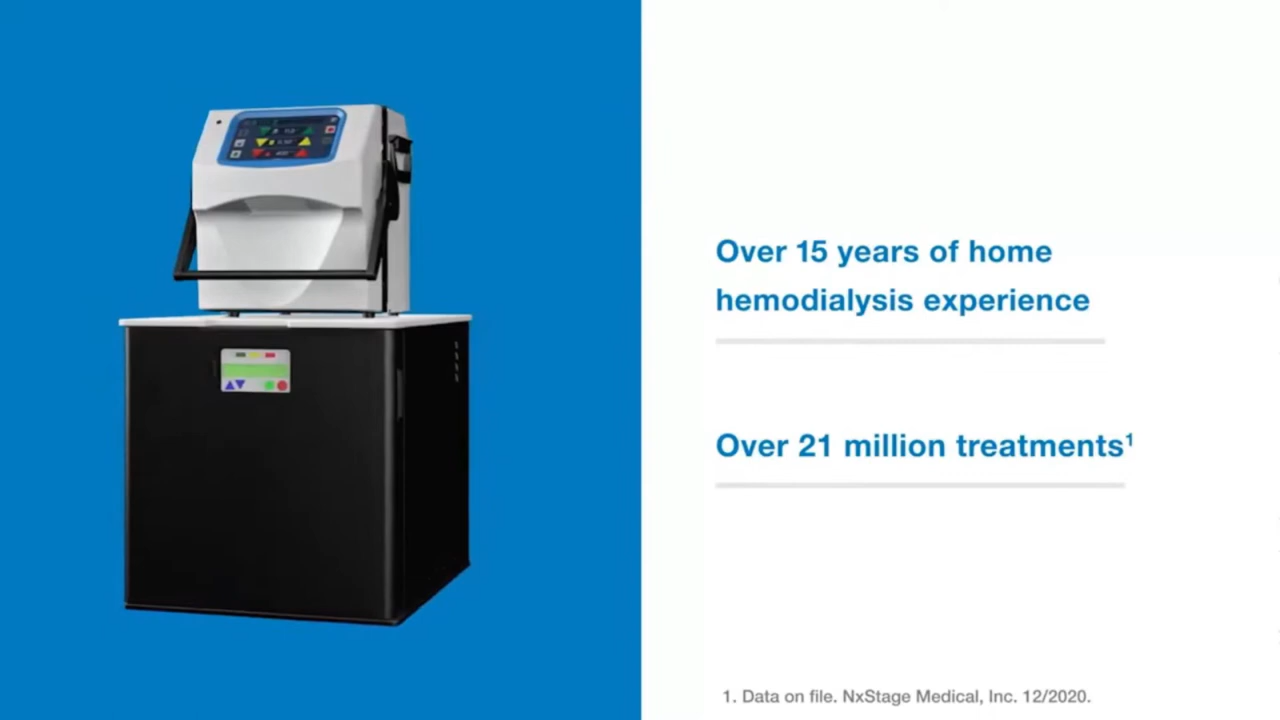 Over 15 years of home
hemodialysis experience
Over 21 million treatments¹
1. Data on file. NxStage Medical, Inc. 12/2020.